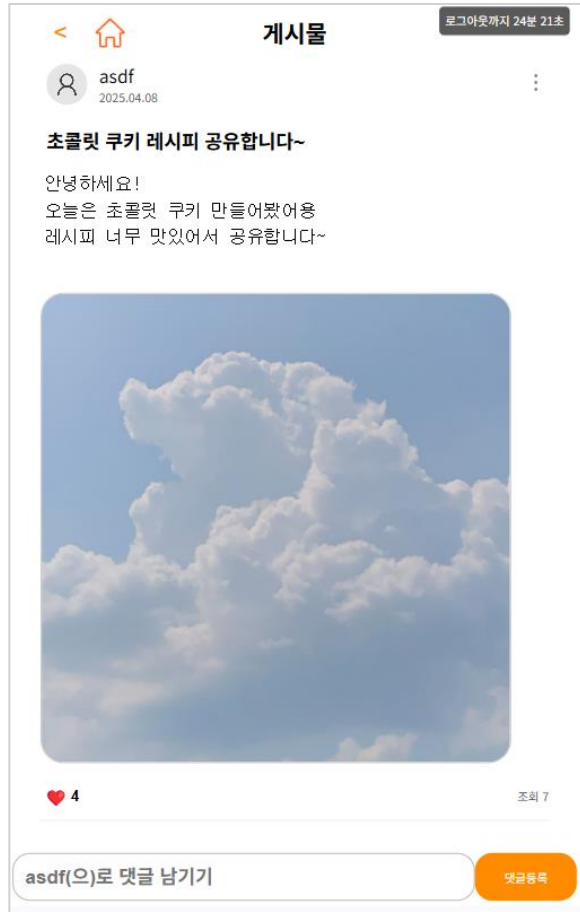 <
게시물
로그아웃까지 24분 21초
asdf
2025.04.08
초콜릿 쿠키 레시피 공유합니다~
안녕하세요!
오늘은 초콜릿 쿠키 만들어봤어용
레시피 너무 맛있어서 공유합니다~
4
조회 7
asdf(으)로 댓글 남기기
댓글등록